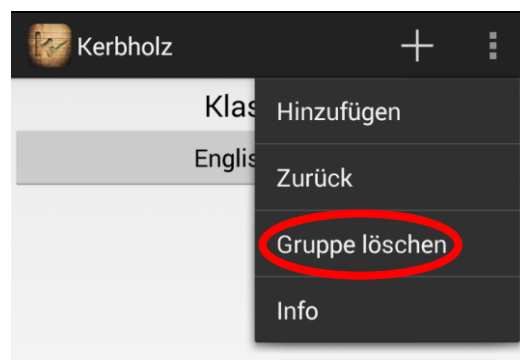 Kerbholz
Klas
Hinzufügen
Englis
Zurück
Gruppe löschen
Info